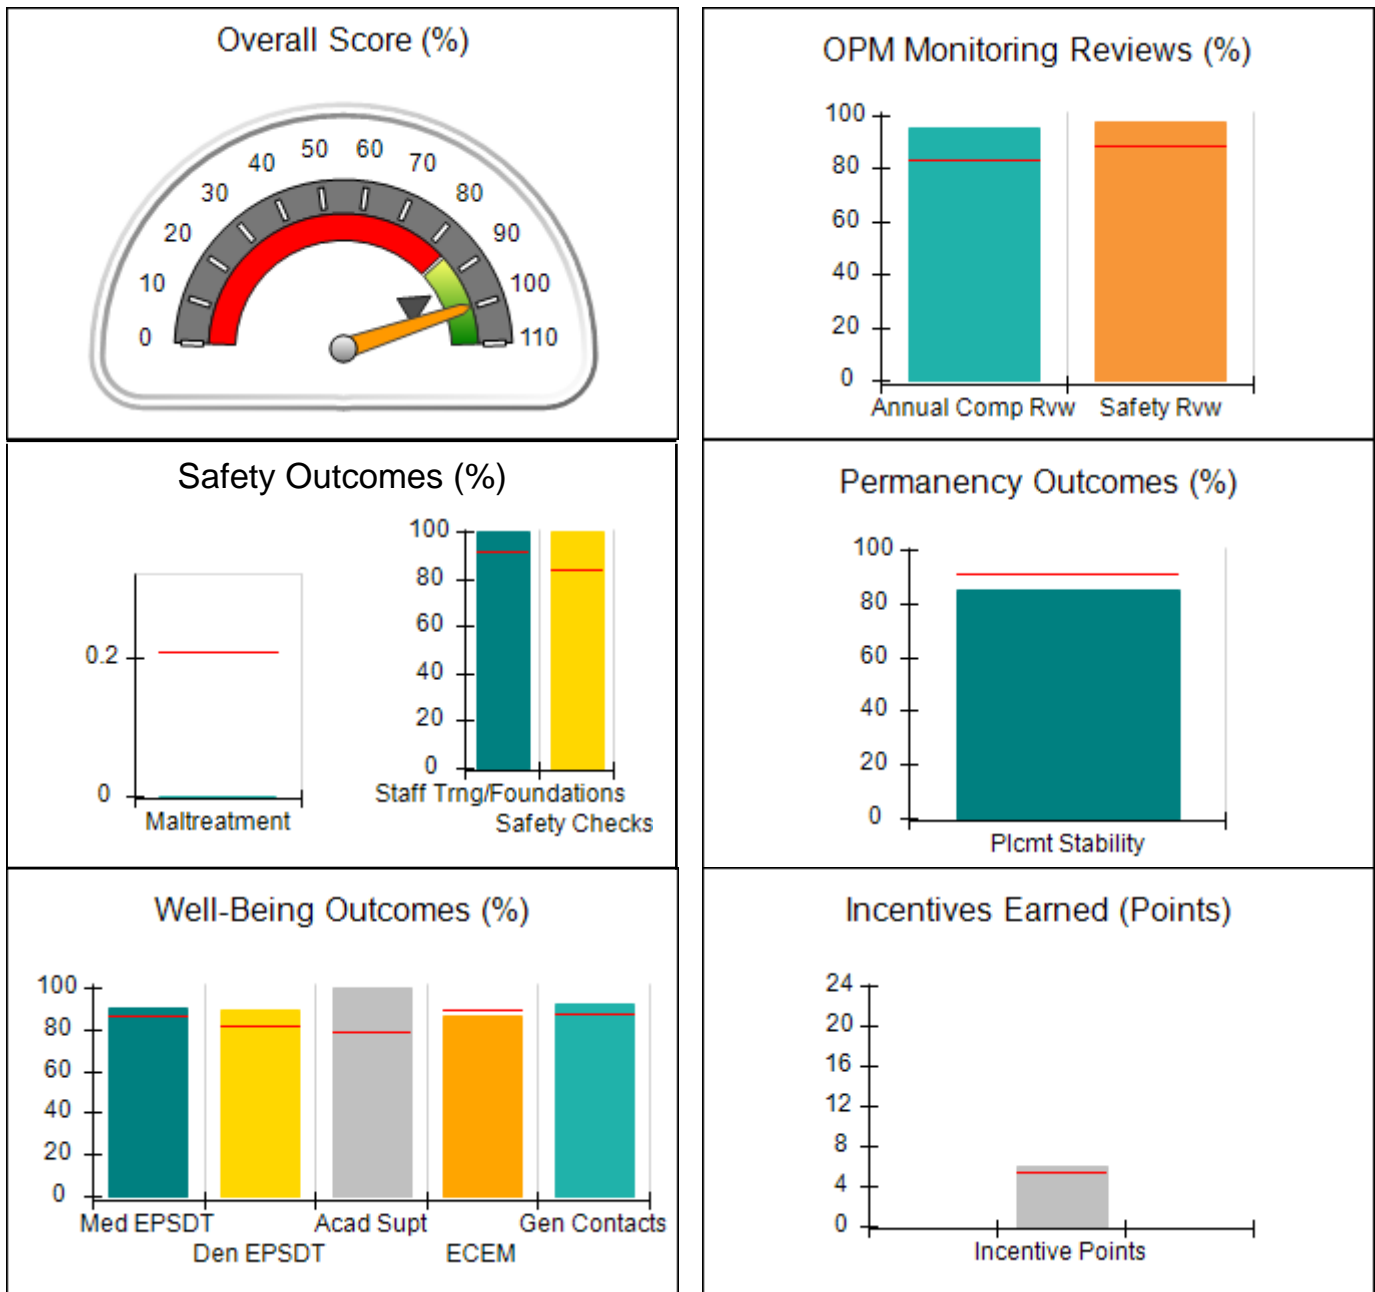 Overall Score (%)
0
10
20
30
40
50
60
70
80
90
100
110
OPM Monitoring Reviews (%)
100
80
60
40
20
0
Annual Comp Rvw
Safety Rvw
Safety Outcomes (%)
0.2
0
Maltreatment
100
80
60
40
20
0
Staff Trng/Foundations
Safety Checks
Permanency Outcomes (%)
100
80
60
40
20
0
Plcmt Stability
Well-Being Outcomes (%)
100
80
60
40
20
0
Med EPSDT
Den EPSDT
Acad Supt
ECEM
Gen Contacts
Incentives Earned (Points)
24
20
16
12
8
4
0
Incentive Points